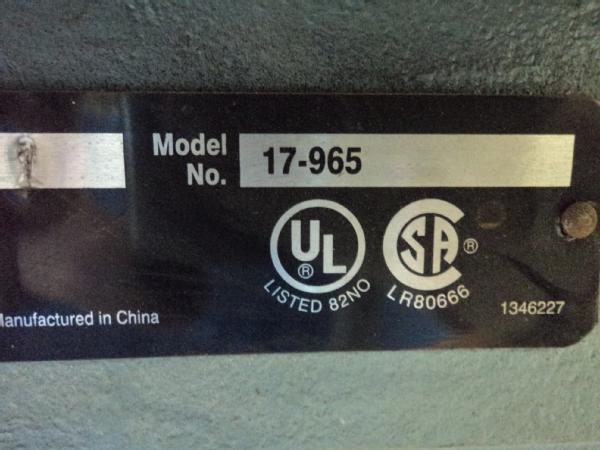 Model
No.
17-965
UL
®
LISTED 82NO
SA
®
LR80666
1346227
Manufactured in China